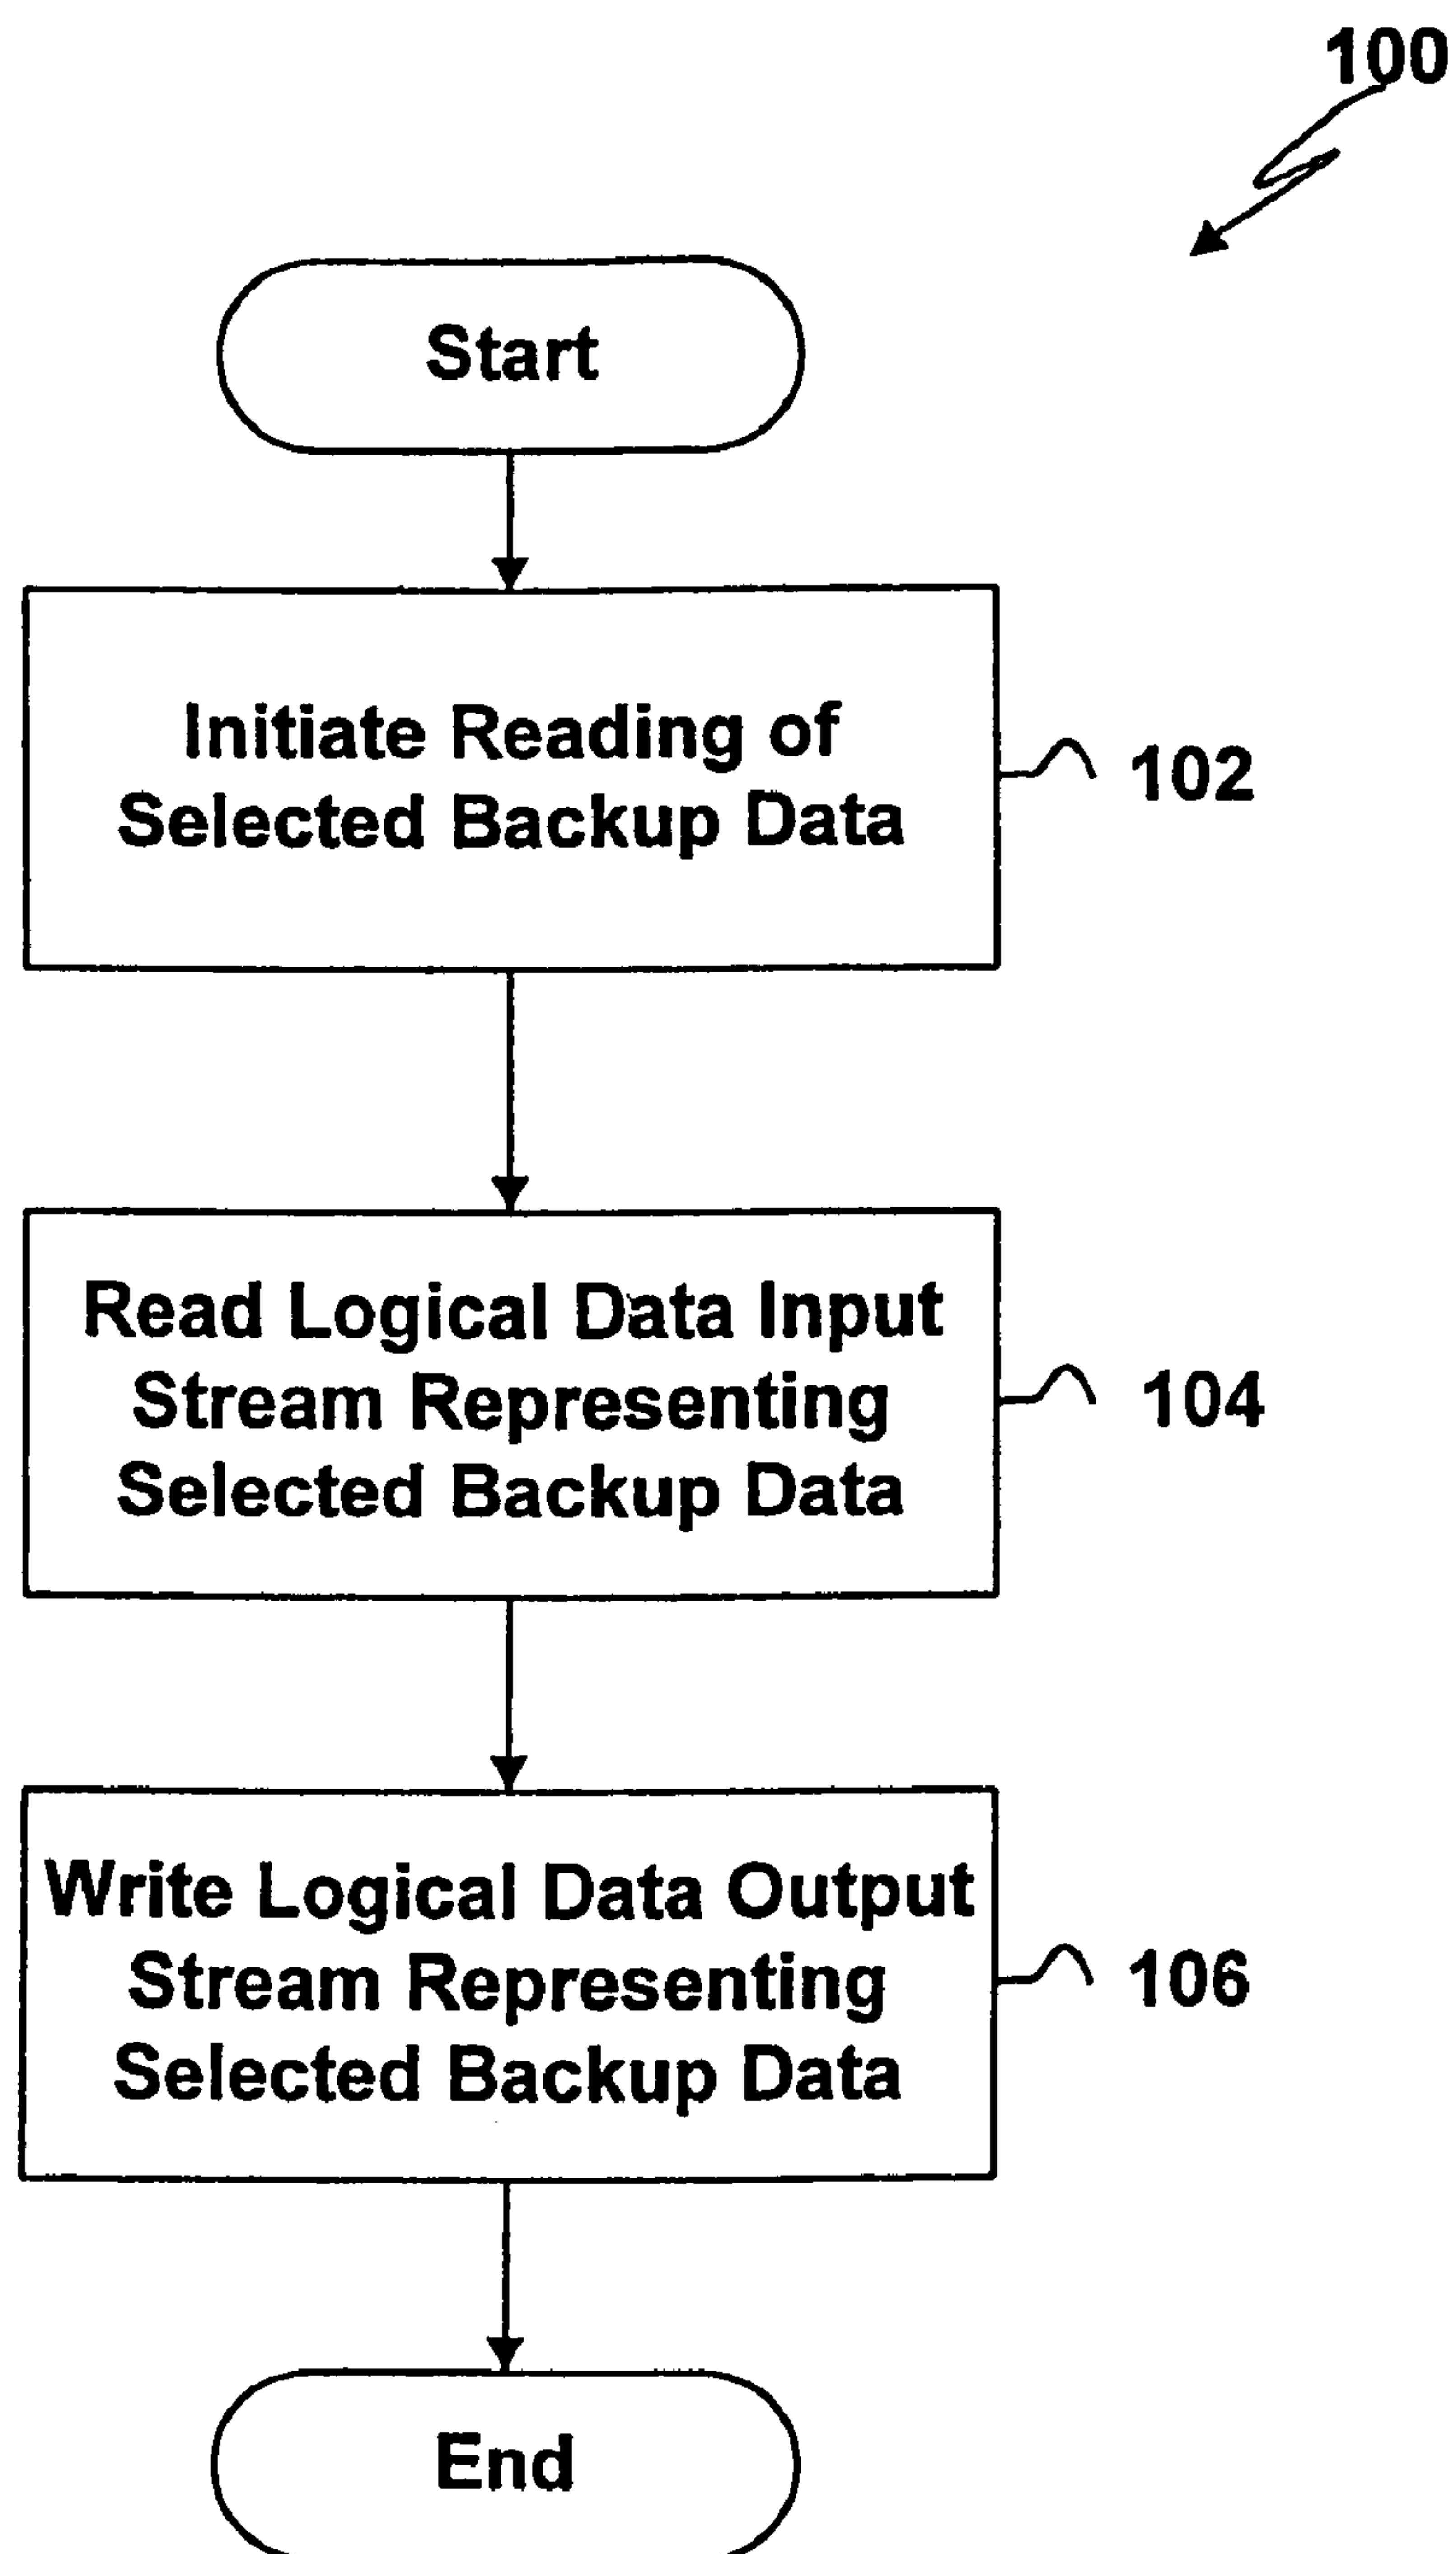 100
Start
Initiate Reading of
Selected Backup Data
102
Read Logical Data Input
Stream Representing
Selected Backup Data
104
Write Logical Data Output
Stream Representing
Selected Backup Data
106
End